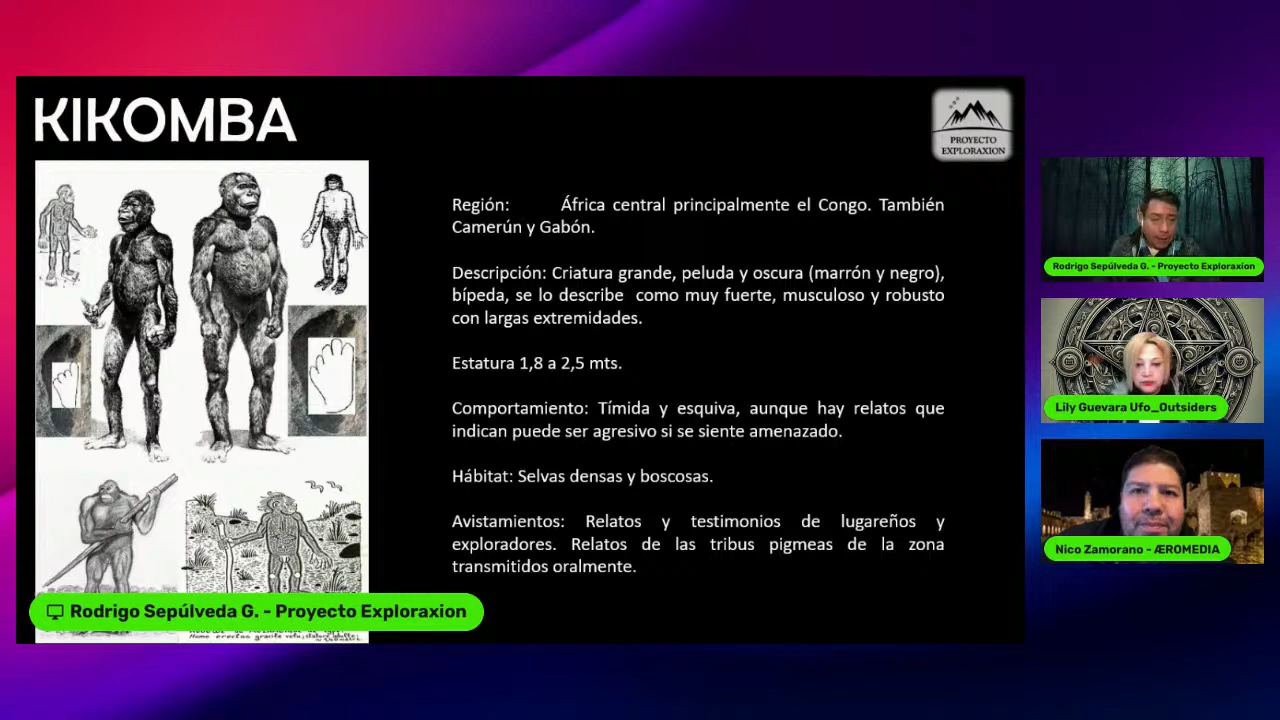 KIKOMBA
PROYECTO
EXPLORAXION
Región: África central principalmente el Congo. También
Camerún y Gabón.
Descripción: Criatura grande, peluda y oscura (marrón y negro),
bípeda, se lo describe como muy fuerte, musculoso y robusto
con largas extremidades.
Estatura 1,8 a 2,5 mts.
Comportamiento: Tímida y esquiva, aunque hay relatos que
indican puede ser agresivo si se siente amenazado.
Hábitat: Selvas densas y boscosas.
Avistamientos: Relatos y testimonios de lugareños y
exploradores. Relatos de las tribus pigmeas de la zona
transmitidos oralmente.
Rodrigo Sepúlveda G. - Proyecto Exploraxion
Rodrigo Sepúlveda G. - Proyecto Exploraxion
Lily Guevara Ufo_Outsiders
Nico Zamorano - ÆROMEDIA